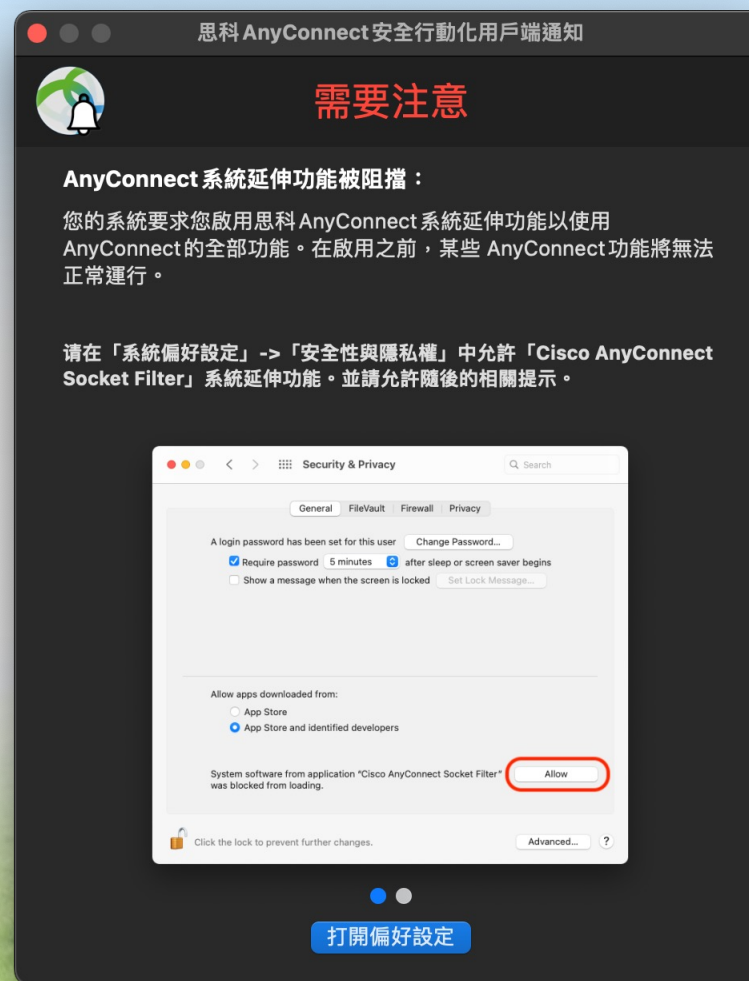 思科 AnyConnect 安全行動化用戶端通知
需要注意
AnyConnect 系統延伸功能被阻擋：
您的系統要求您啟用思科 AnyConnect 系統延伸功能以使用
AnyConnect 的全部功能。在啟用之前，某些 AnyConnect 功能將無法
正常運行。
请在「系統偏好設定」->「安全性與隱私權」中允許「Cisco AnyConnect
Socket Filter」系統延伸功能。並請允許隨後的相關提示。
Security & Privacy
Search
General FileVault Firewall Privacy
A login password has been set for this user Change Password...
Require password 5 minutes after sleep or screen saver begins
Show a message when the screen is locked Set Lock Message...
Allow apps downloaded from:
App Store
App Store and identified developers
System software from application "Cisco AnyConnect Socket Filter" Allow
was blocked from loading.
Click the lock to prevent further changes. Advanced... ?
打開偏好設定